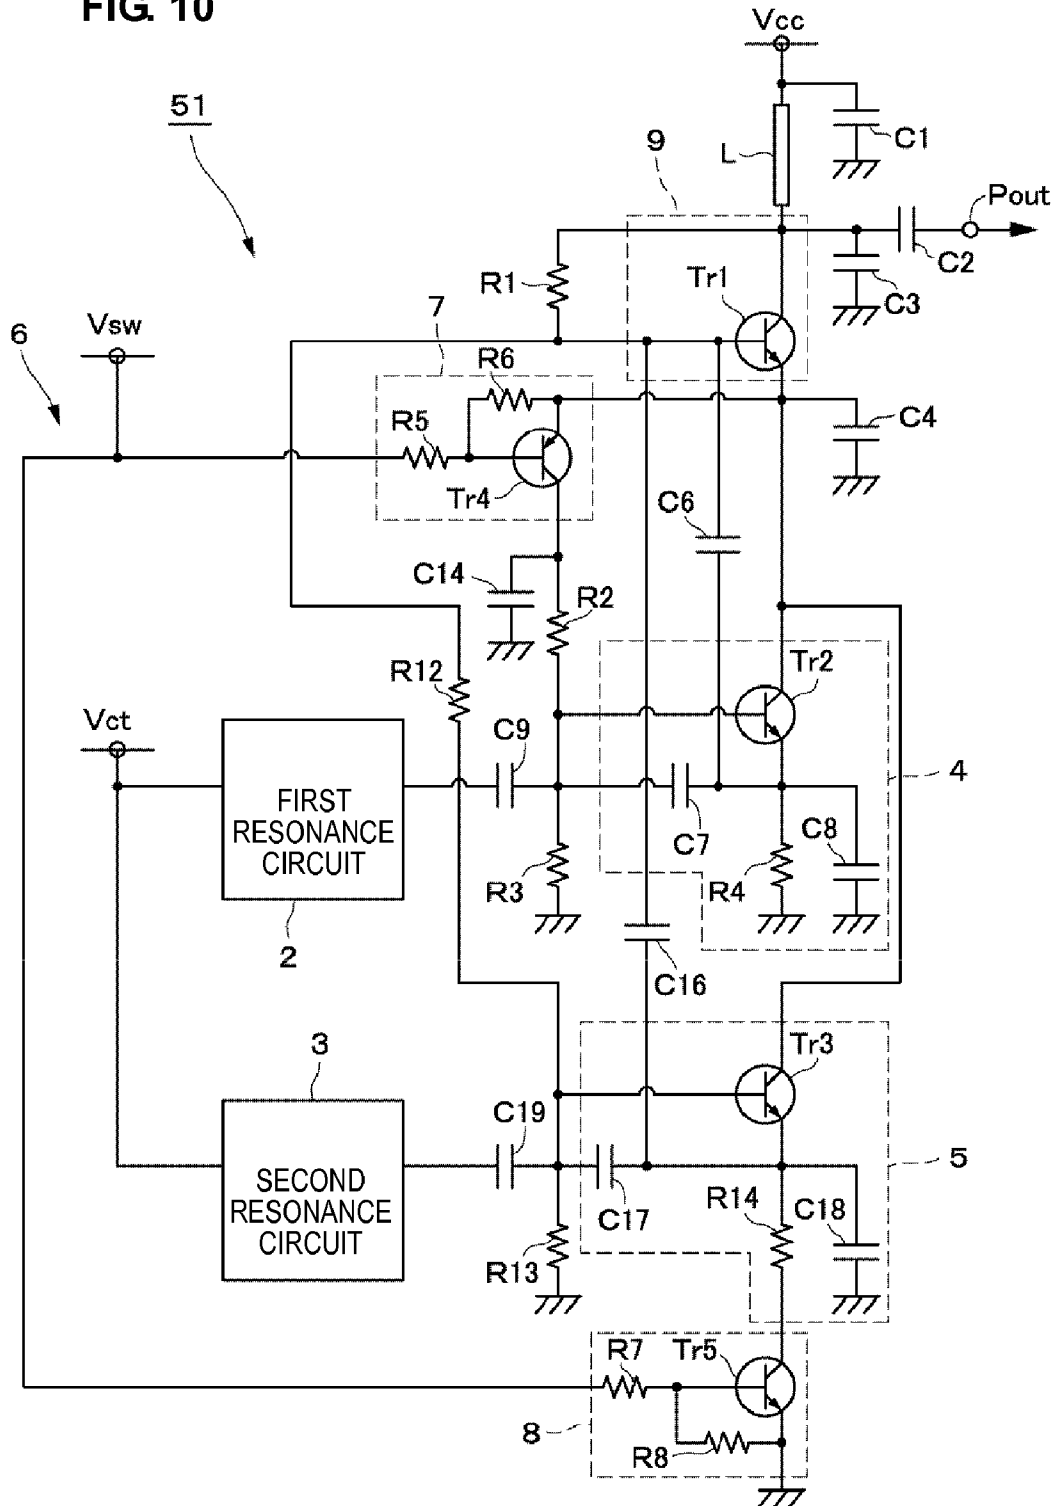 FIG. 10
Vcc
51
C1
L
9
Pout
C2
C3
R1
Tr1
7
Vsw
6
R6
R5
C4
Tr4
C6
C14
R2
Tr2
R12
Vct
C9
4
FIRST
RESONANCE
CIRCUIT
C7
C8
R3
R4
2
C16
3
Tr3
C19
5
SECOND
RESONANCE
CIRCUIT
C17
R14
C18
R13
R7
Tr5
8
R8